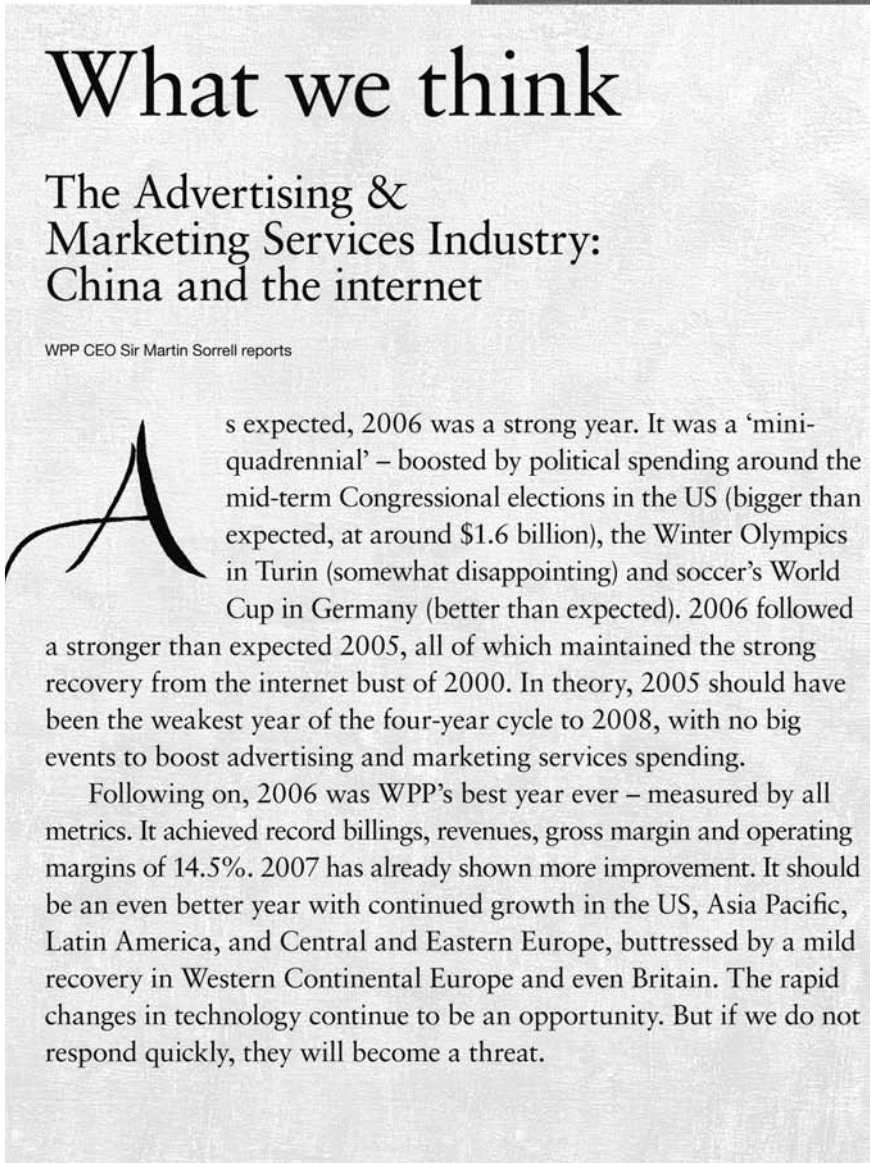 What we think
The Advertising &
Marketing Services Industry:
China and the internet
WPP CEO Sir Martin Sorrell reports
As expected, 2006 was a strong year. It was a ‘mini-
quadrennial’ – boosted by political spending around the
mid-term Congressional elections in the US (bigger than
expected, at around $1.6 billion), the Winter Olympics
in Turin (somewhat disappointing) and soccer’s World
Cup in Germany (better than expected). 2006 followed
a stronger than expected 2005, all of which maintained the strong
recovery from the internet bust of 2000. In theory, 2005 should have
been the weakest year of the four-year cycle to 2008, with no big
events to boost advertising and marketing services spending.
Following on, 2006 was WPP’s best year ever – measured by all
metrics. It achieved record billings, revenues, gross margin and operating
margins of 14.5%. 2007 has already shown more improvement. It should
be an even better year with continued growth in the US, Asia Pacific,
Latin America, and Central and Eastern Europe, buttressed by a mild
recovery in Western Continental Europe and even Britain. The rapid
changes in technology continue to be an opportunity. But if we do not
respond quickly, they will become a threat.